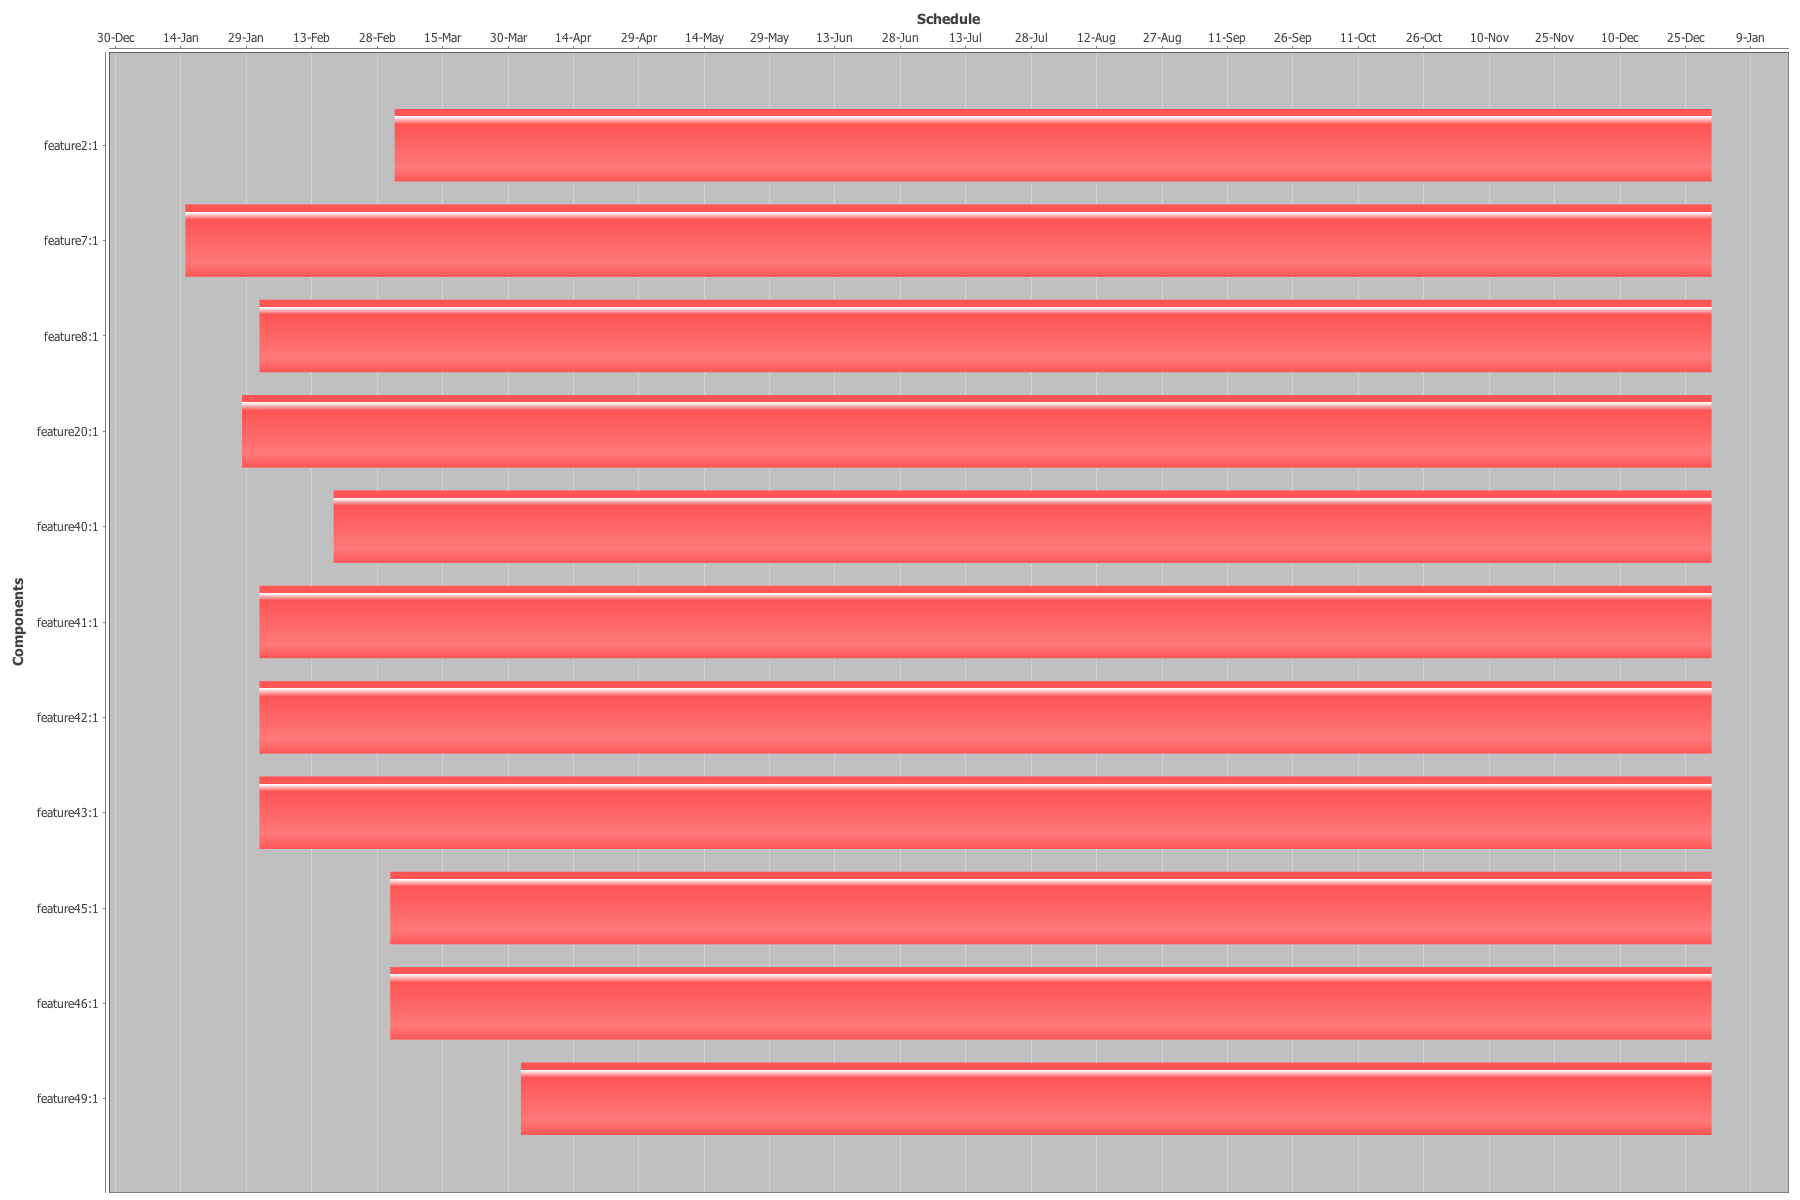 Schedule
30-Dec 14-Jan 29-Jan 13-Feb 28-Feb 15-Mar 30-Mar 14-Apr 29-Apr 14-May 29-May 13-Jun 28-Jun 13-Jul 28-Jul 12-Aug 27-Aug 11-Sep 26-Sep 11-Oct 26-Oct 10-Nov 25-Nov 10-Dec 25-Dec 9-Jan
Components
feature2:1
feature7:1
feature8:1
feature20:1
feature40:1
feature41:1
feature42:1
feature43:1
feature45:1
feature46:1
feature49:1